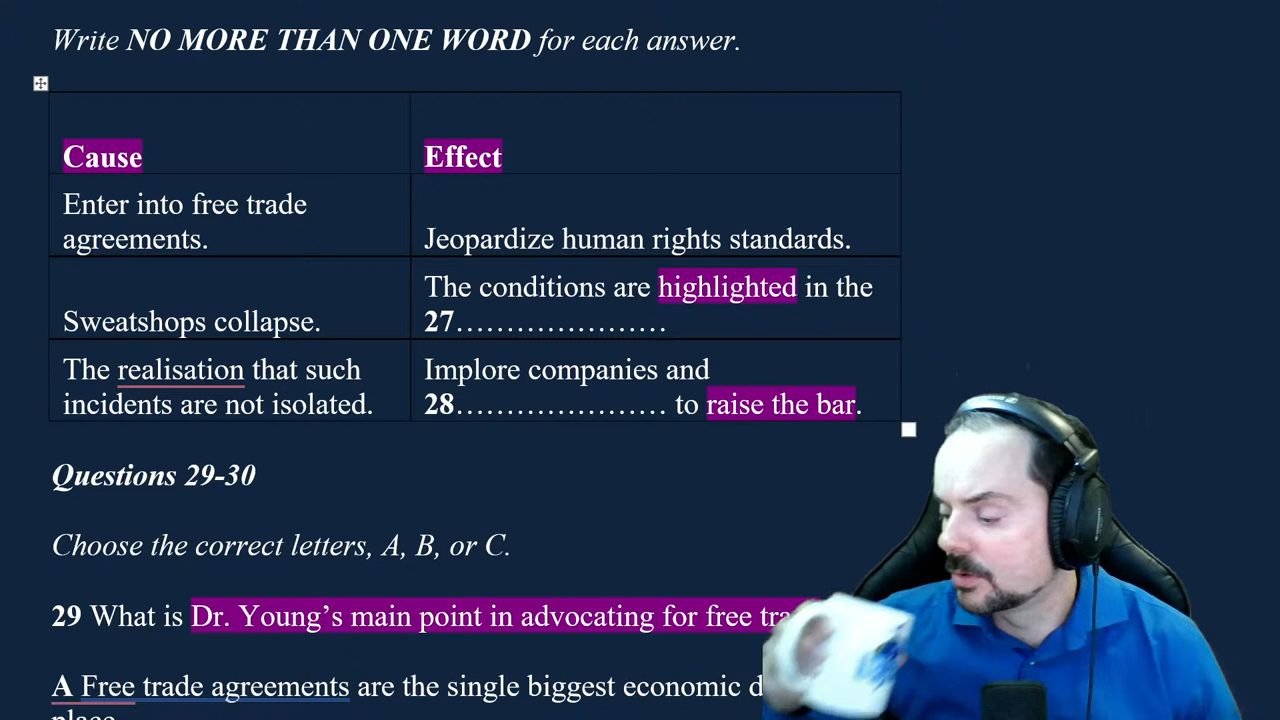 Write NO MORE THAN ONE WORD for each answer.
Cause
Effect
Enter into free trade
agreements.
Jeopardize human rights standards.
Sweatshops collapse.
The conditions are highlighted in the
27…………………
The realisation that such
incidents are not isolated.
Implore companies and
28………………… to raise the bar.
Questions 29-30
Choose the correct letters, A, B, or C.
29 What is Dr. Young's main point in advocating for free
A Free trade agreements are the single biggest economic